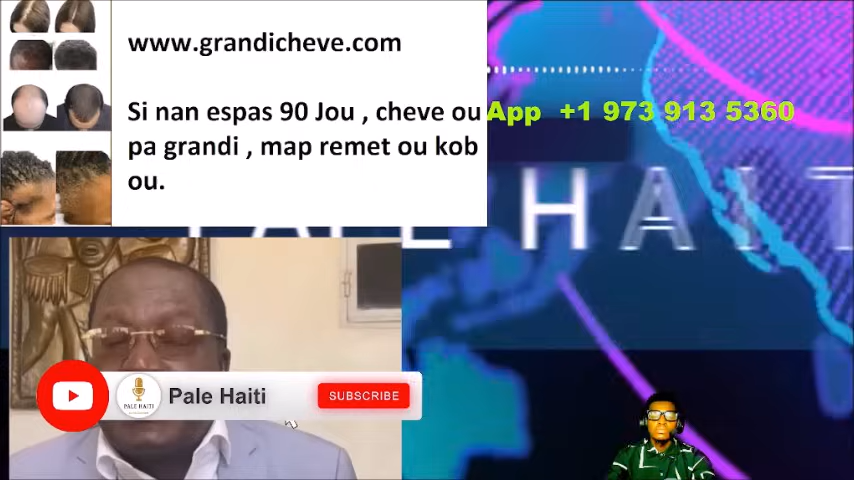 www.grandicheve.com
Si nan espas 90 Jou , cheve ou
pa grandi , map remet ou kob
ou.
App +1 973 913 5360
PALE HAITI
Pale Haiti
PALE HAITI
SUBSCRIBE